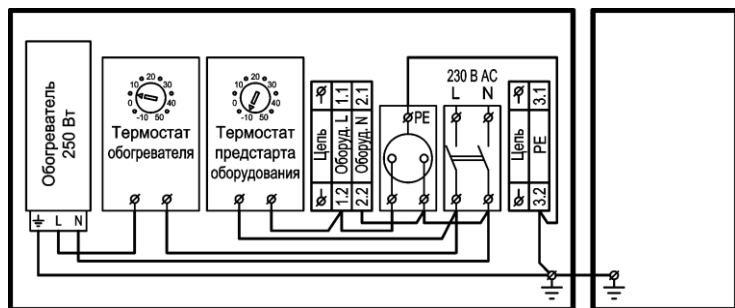 Обогреватель
250 Вт
L N
-10 0 10 20 30 40 50
Термостат
обогревателя
-10 0 10 20 30 40 50
Термостат
предстарта
оборудования
Цепь
1.1
Оборуд. L
1.2
2.1
Оборуд. N
2.2
PE
230 В AC
L N
Цепь
3.1
PE
3.2